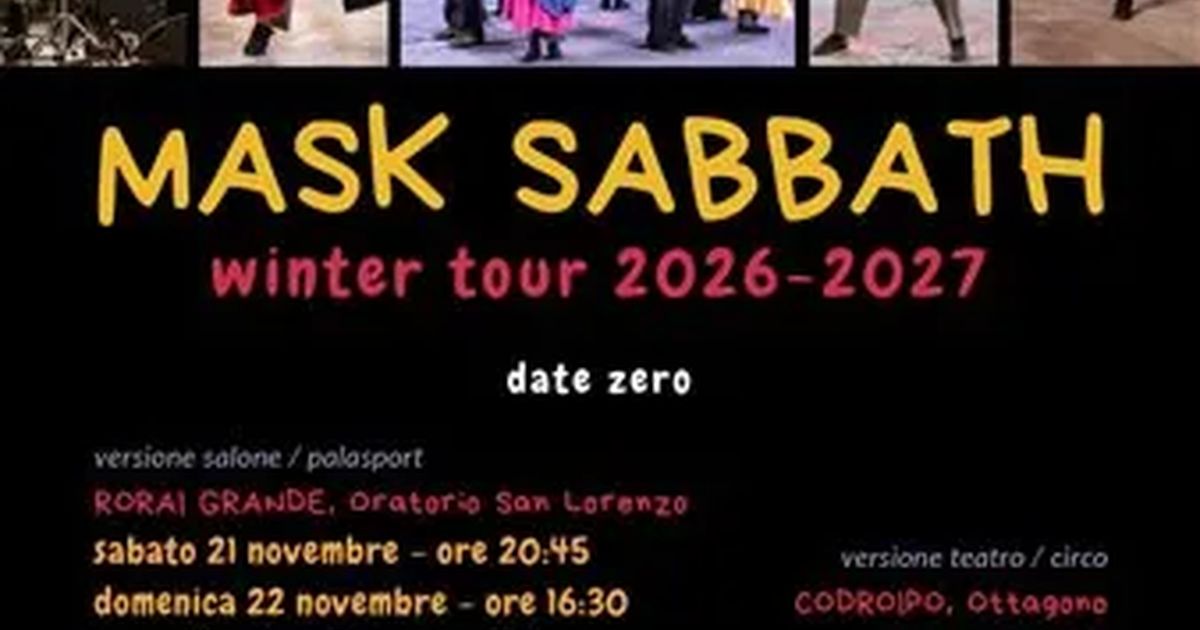 MASK SABBATH
winter tour 2026-2027
date zero
versione salone / palasport
RORAI GRANDE, Oratorio San Lorenzo
sabato 21 novembre - ore 20:45
domenica 22 novembre - ore 16:30
versione teatro / circo
CODROIPO, Ottagono